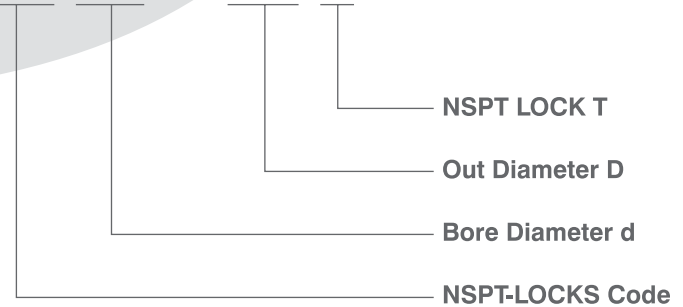 NSPT LOCK T
Out Diameter D
Bore Diameter d
NSPT-LOCKS Code